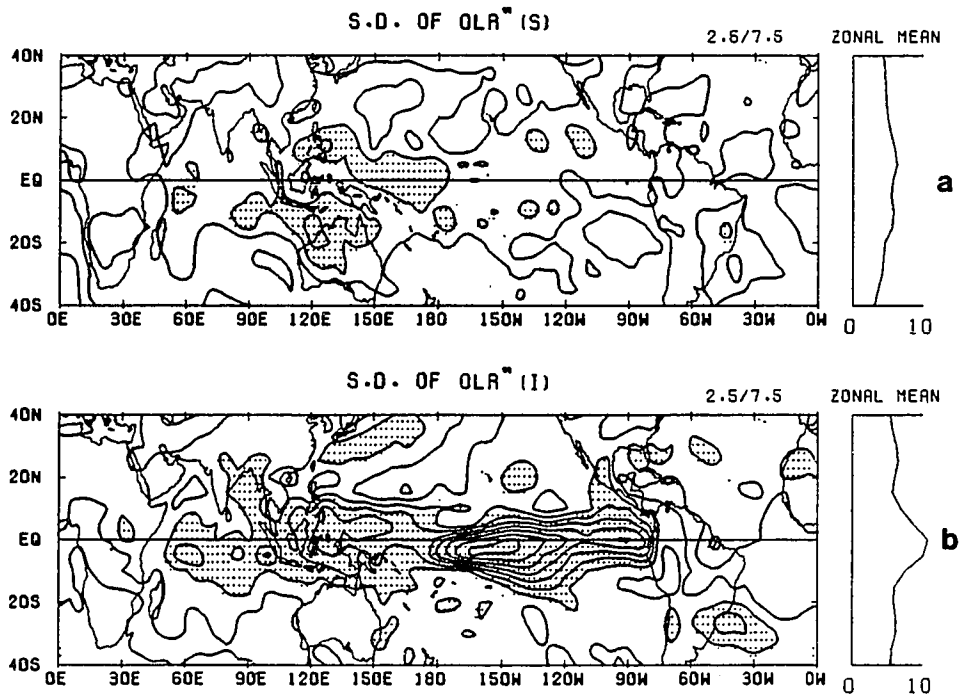 S.D. OF OLR* (S)
2.5/7.5 ZONAL MEAN
40N
20N
EQ
20S
40S
0E 30E 60E 90E 120E 150E 180 150W 120W 90W 60W 30W 0W
0 10
a
S.D. OF OLR* (I)
2.5/7.5 ZONAL MEAN
40N
20N
EQ
20S
40S
0E 30E 60E 90E 120E 150E 180 150W 120W 90W 60W 30W 0W
0 10
b